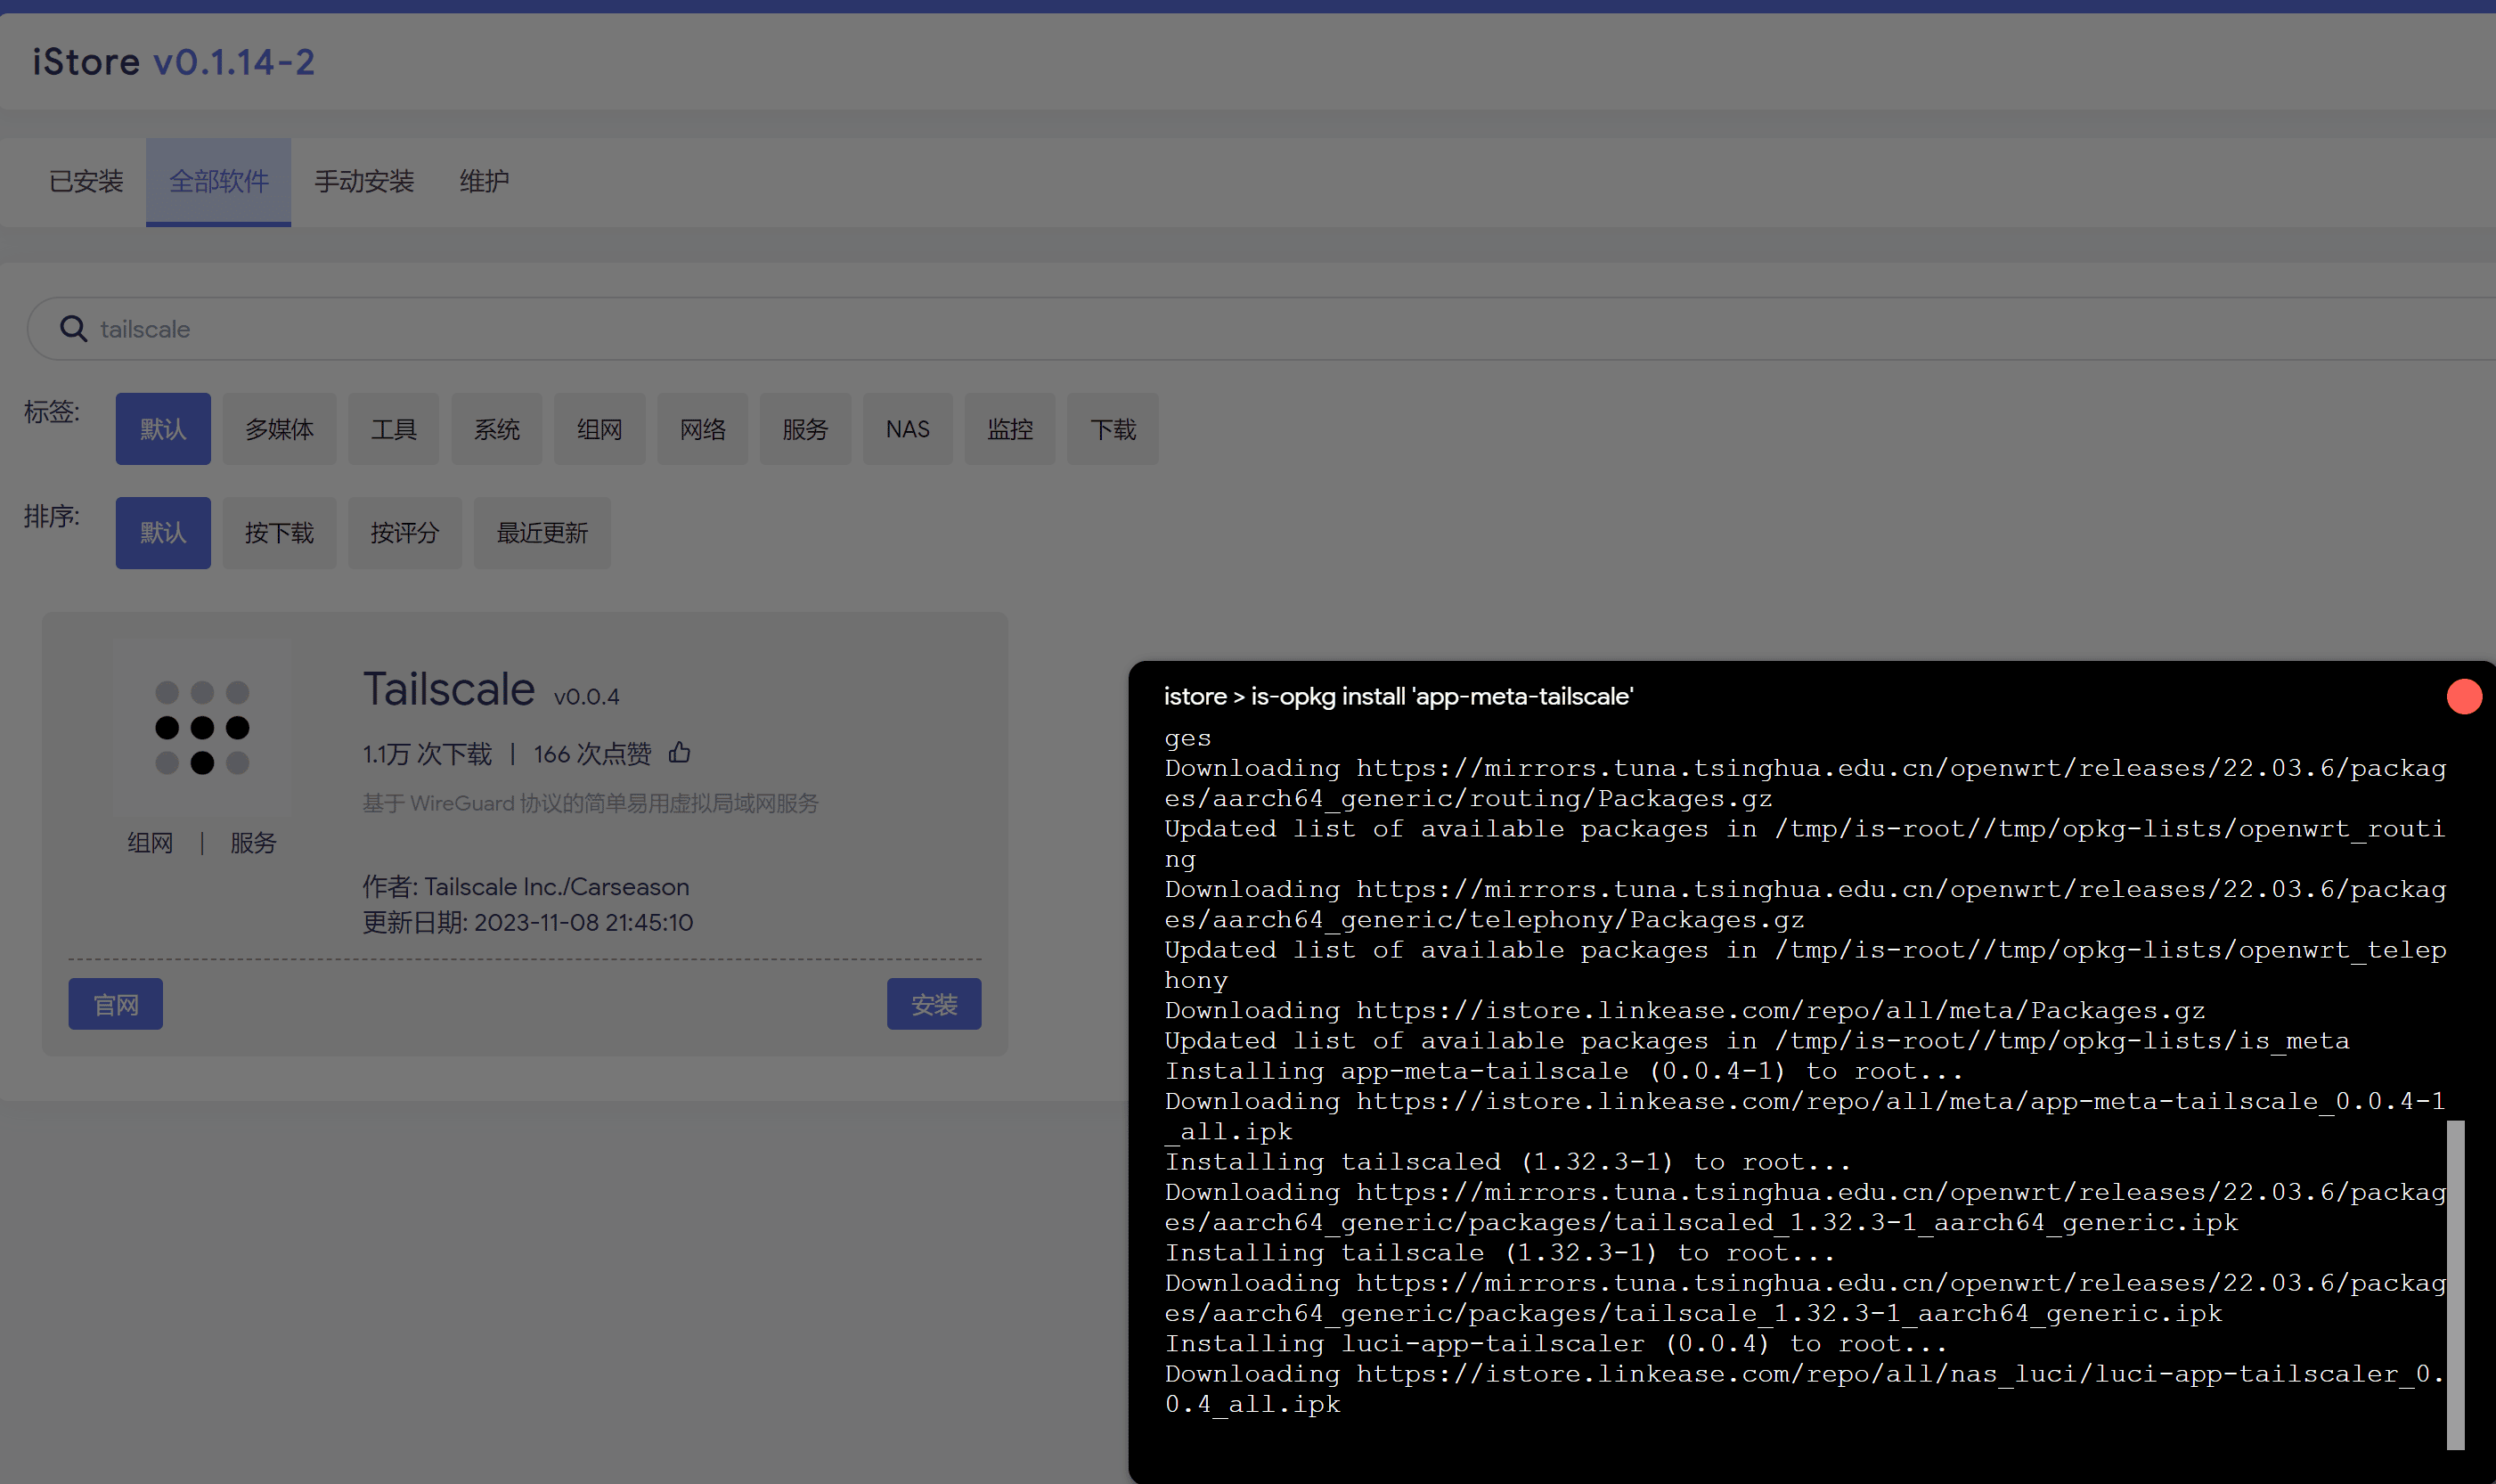 iStore v0.1.14-2
已安装 全部软件 手动安装 维护
tailscale
标签: 默认 多媒体 工具 系统 组网 网络 服务 NAS 监控 下载
排序: 默认 按下载 按评分 最近更新
Tailscale v0.0.4
1.1万 次下载 | 166 次点赞
基于 WireGuard 协议的简单易用虚拟局域网服务
组网 | 服务
作者: Tailscale Inc./Carseason
更新日期: 2023-11-08 21:45:10
官网 安装
istore > is-opkg install 'app-meta-tailscale'
ges
Downloading https://mirrors.tuna.tsinghua.edu.cn/openwrt/releases/22.03.6/packag
es/aarch64_generic/routing/Packages.gz
Updated list of available packages in /tmp/is-root//tmp/opkg-lists/openwrt_routi
ng
Downloading https://mirrors.tuna.tsinghua.edu.cn/openwrt/releases/22.03.6/packag
es/aarch64_generic/telephony/Packages.gz
Updated list of available packages in /tmp/is-root//tmp/opkg-lists/openwrt_telep
hony
Downloading https://istore.linkease.com/repo/all/meta/Packages.gz
Updated list of available packages in /tmp/is-root//tmp/opkg-lists/is_meta
Installing app-meta-tailscale (0.0.4-1) to root...
Downloading https://istore.linkease.com/repo/all/meta/app-meta-tailscale_0.0.4-1
_all.ipk
Installing tailscaled (1.32.3-1) to root...
Downloading https://mirrors.tuna.tsinghua.edu.cn/openwrt/releases/22.03.6/packag
es/aarch64_generic/packages/tailscaled_1.32.3-1_aarch64_generic.ipk
Installing tailscale (1.32.3-1) to root...
Downloading https://mirrors.tuna.tsinghua.edu.cn/openwrt/releases/22.03.6/packag
es/aarch64_generic/packages/tailscale_1.32.3-1_aarch64_generic.ipk
Installing luci-app-tailscaler (0.0.4) to root...
Downloading https://istore.linkease.com/repo/all/nas_luci/luci-app-tailscaler_0.
0.4_all.ipk